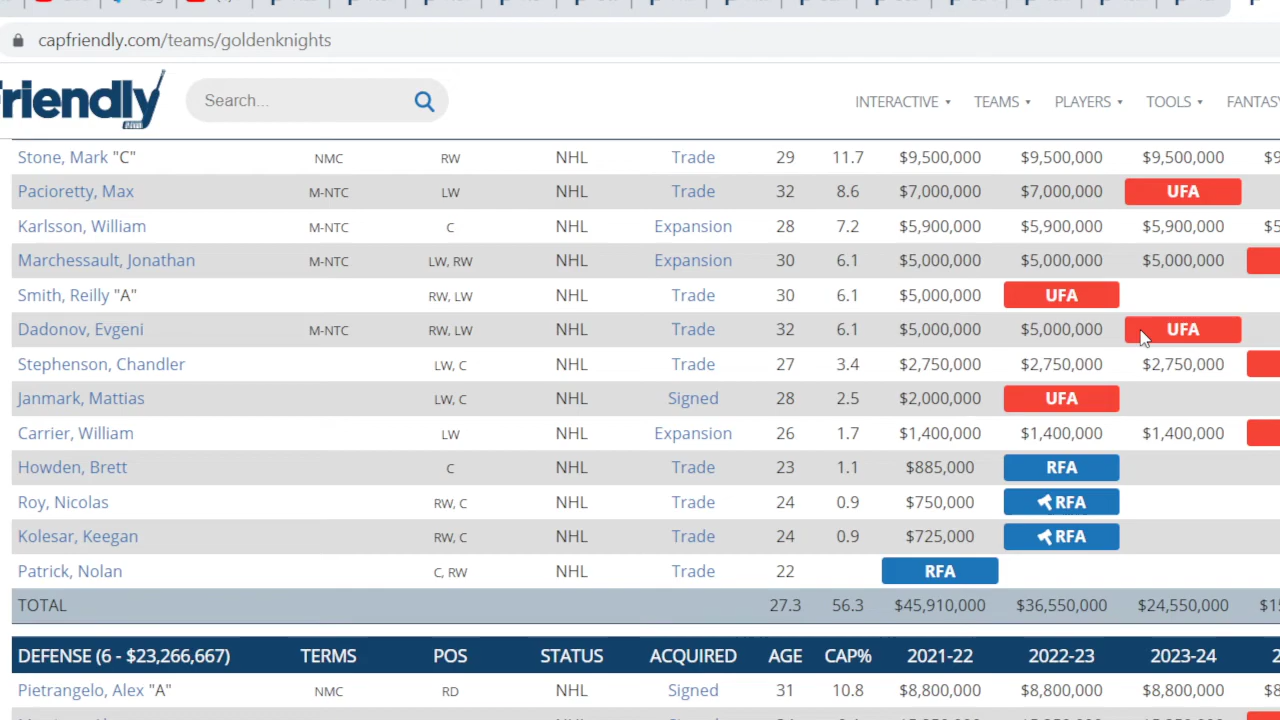 capfriendly.com/teams/goldenknights
friendly Search... INTERACTIVE TEAMS PLAYERS TOOLS FANTASY
Stone, Mark "C" NMC RW NHL Trade 29 11.7 $9,500,000 $9,500,000 $9,500,000 $9
Pacioretty, Max M-NTC LW NHL Trade 32 8.6 $7,000,000 $7,000,000 UFA
Karlsson, William M-NTC C NHL Expansion 28 7.2 $5,900,000 $5,900,000 $5,900,000 $5
Marchessault, Jonathan M-NTC LW, RW NHL Expansion 30 6.1 $5,000,000 $5,000,000 $5,000,000
Smith, Reilly "A" RW, LW NHL Trade 30 6.1 $5,000,000 UFA
Dadonov, Evgeni M-NTC RW, LW NHL Trade 32 6.1 $5,000,000 $5,000,000 UFA
Stephenson, Chandler LW, C NHL Trade 27 3.4 $2,750,000 $2,750,000 $2,750,000
Janmark, Mattias LW, C NHL Signed 28 2.5 $2,000,000 UFA
Carrier, William LW NHL Expansion 26 1.7 $1,400,000 $1,400,000 $1,400,000
Howden, Brett C NHL Trade 23 1.1 $885,000 RFA
Roy, Nicolas RW, C NHL Trade 24 0.9 $750,000 RFA
Kolesar, Keegan RW, C NHL Trade 24 0.9 $725,000 RFA
Patrick, Nolan C, RW NHL Trade 22 RFA
TOTAL 27.3 56.3 $45,910,000 $36,550,000 $24,550,000 $1
DEFENSE (6 - $23,266,667) TERMS POS STATUS ACQUIRED AGE CAP% 2021-22 2022-23 2023-24 2
Pietrangelo, Alex "A" NMC RD NHL Signed 31 10.8 $8,800,000 $8,800,000 $8,800,000 $8